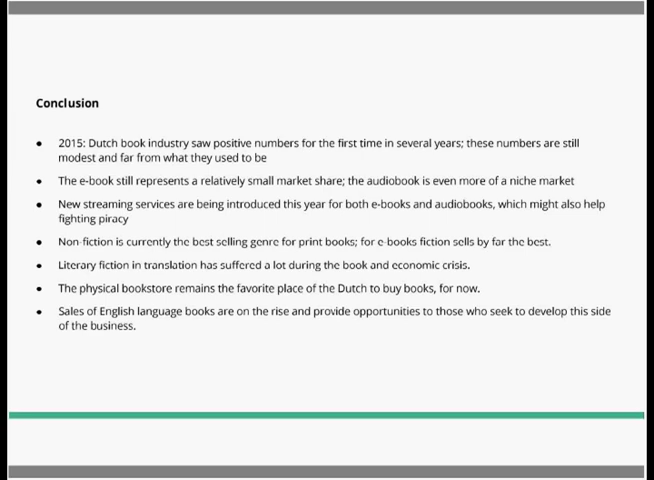 Conclusion
• 2015: Dutch book industry saw positive numbers for the first time in several years; these numbers are still
modest and far from what they used to be
• The e-book still represents a relatively small market share; the audiobook is even more of a niche market
• New streaming services are being introduced this year for both e-books and audiobooks, which might also help
fighting piracy
• Non-fiction is currently the best selling genre for print books; for e-books fiction sells by far the best.
• Literary fiction in translation has suffered a lot during the book and economic crisis.
• The physical bookstore remains the favorite place of the Dutch to buy books, for now.
• Sales of English language books are on the rise and provide opportunities to those who seek to develop this side
of the business.